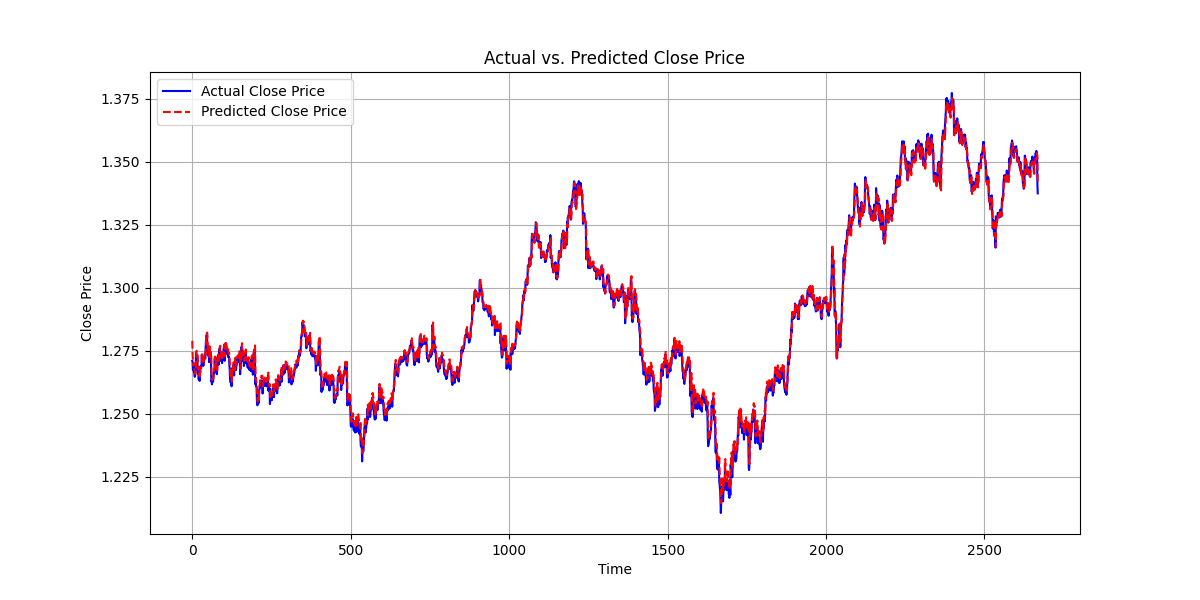 Actual vs. Predicted Close Price
Actual Close Price
Predicted Close Price
Close Price
1.375
1.350
1.325
1.300
1.275
1.250
1.225
0 500 1000 1500 2000 2500
Time